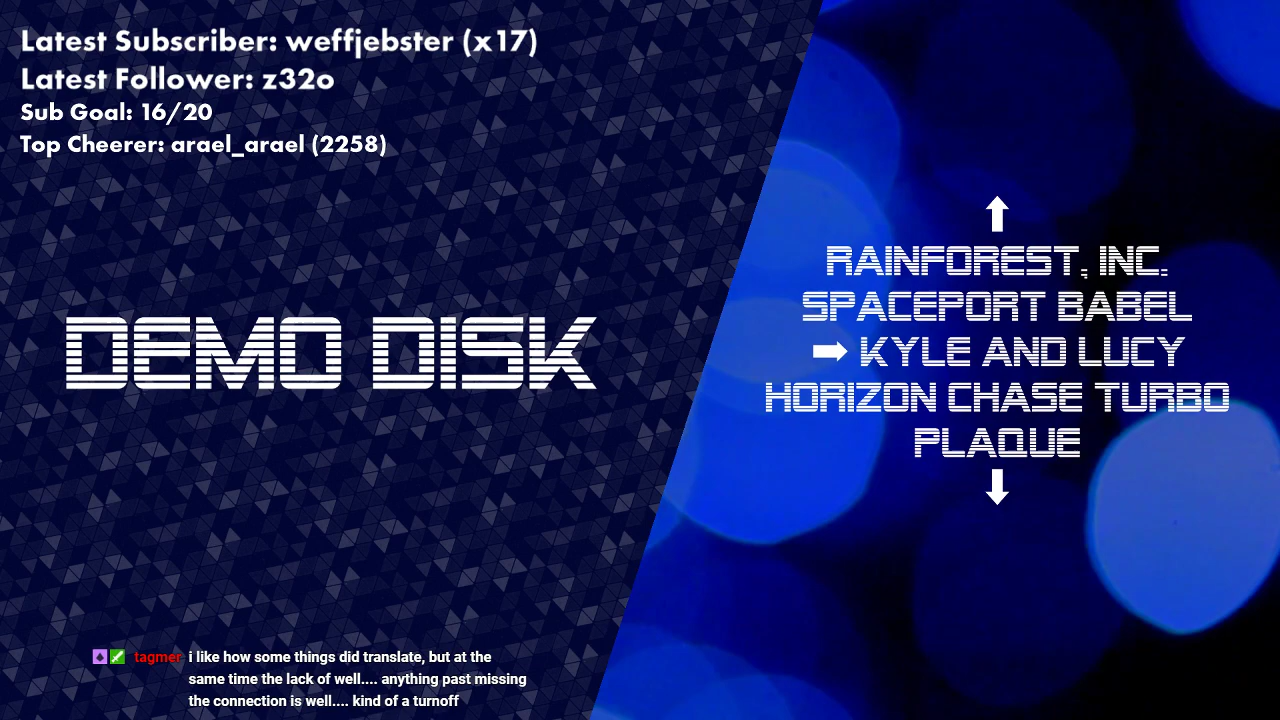 Latest Subscriber: weffjebster (x17)
Latest Follower: z32o
Sub Goal: 16/20
Top Cheerer: arael_arael (2258)
DEMO DISK
RAINFOREST, INC.
SPACEPORT BABEL
KYLE AND LUCY
HORIZON CHASE TURBO
PLAQUE
tagmer i like how some things did translate, but at the
same time the lack of well.... anything past missing
the connection is well.... kind of a turnoff